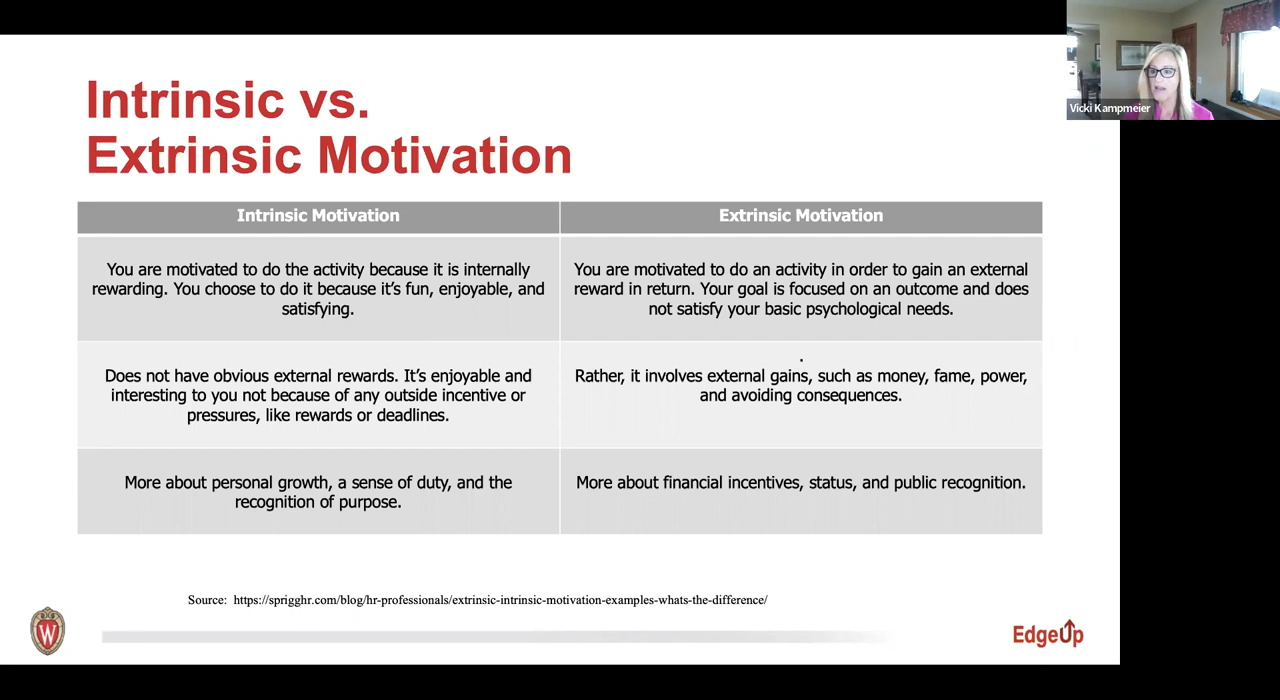 Intrinsic vs.
Extrinsic Motivation
Vicki Kampmeier
Intrinsic Motivation
Extrinsic Motivation
You are motivated to do the activity because it is internally
rewarding. You choose to do it because it’s fun, enjoyable, and
satisfying.
You are motivated to do an activity in order to gain an external
reward in return. Your goal is focused on an outcome and does
not satisfy your basic psychological needs.
Does not have obvious external rewards. It’s enjoyable and
interesting to you not because of any outside incentive or
pressures, like rewards or deadlines.
.
Rather, it involves external gains, such as money, fame, power,
and avoiding consequences.
More about personal growth, a sense of duty, and the
recognition of purpose.
More about financial incentives, status, and public recognition.
Source: https://sprigghr.com/blog/hr-professionals/extrinsic-intrinsic-motivation-examples-whats-the-difference/
W
EdgeUp